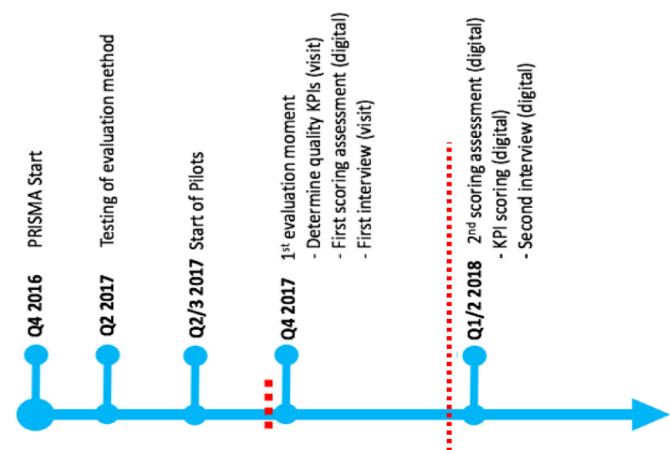 Q4 2016 PRISMA Start
Q2 2017 Testing of evaluation method
Q2/3 2017 Start of Pilots
Q4 2017 1st evaluation moment
- Determine quality KPIs (visit)
- First scoring assessment (digital)
- First interview (visit)
Q1/2 2018 2nd scoring assessment (digital)
- KPI scoring (digital)
- Second interview (digital)